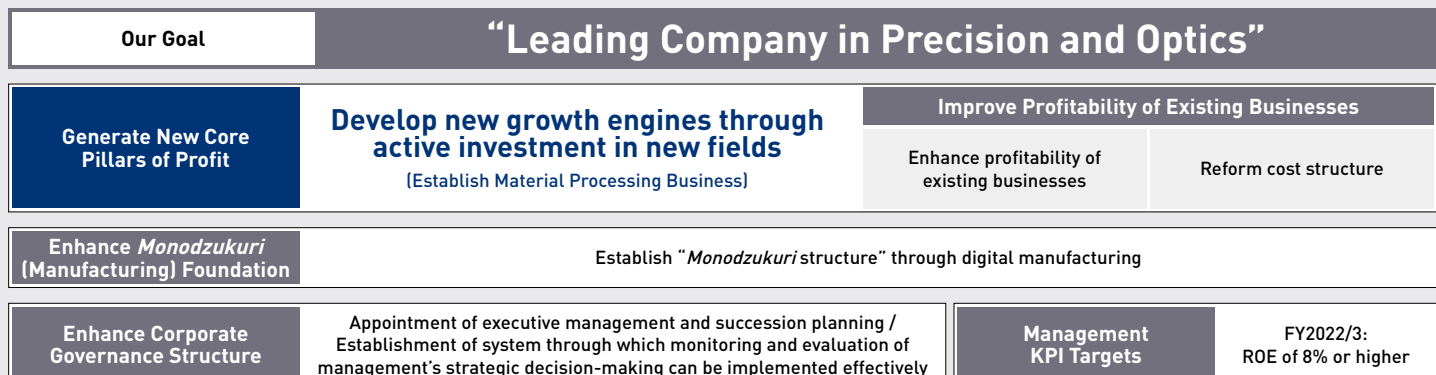 Our Goal
“Leading Company in Precision and Optics”
Generate New Core
Pillars of Profit
Develop new growth engines through
active investment in new fields
(Establish Material Processing Business)
Improve Profitability of Existing Businesses
Enhance profitability of
existing businesses
Reform cost structure
Enhance Monodzukuri
(Manufacturing) Foundation
Establish “Monodzukuri structure” through digital manufacturing
Enhance Corporate
Governance Structure
Appointment of executive management and succession planning /
Establishment of system through which monitoring and evaluation of
management’s strategic decision-making can be implemented effectively
Management
KPI Targets
FY2022/3:
ROE of 8% or higher